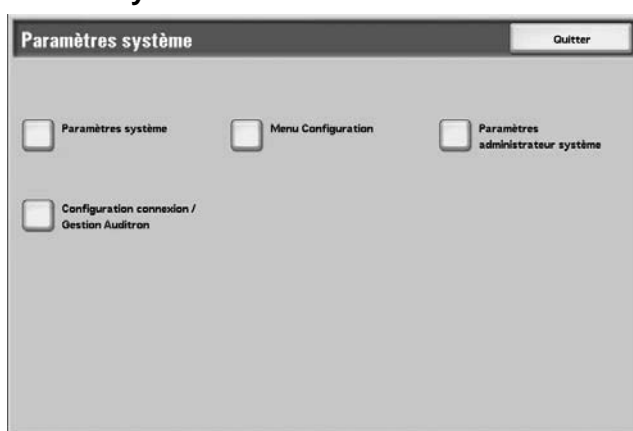 Paramètres système
Quitter
Paramètres système
Menu Configuration
Paramètres
administrateur système
Configuration connexion /
Gestion Auditron